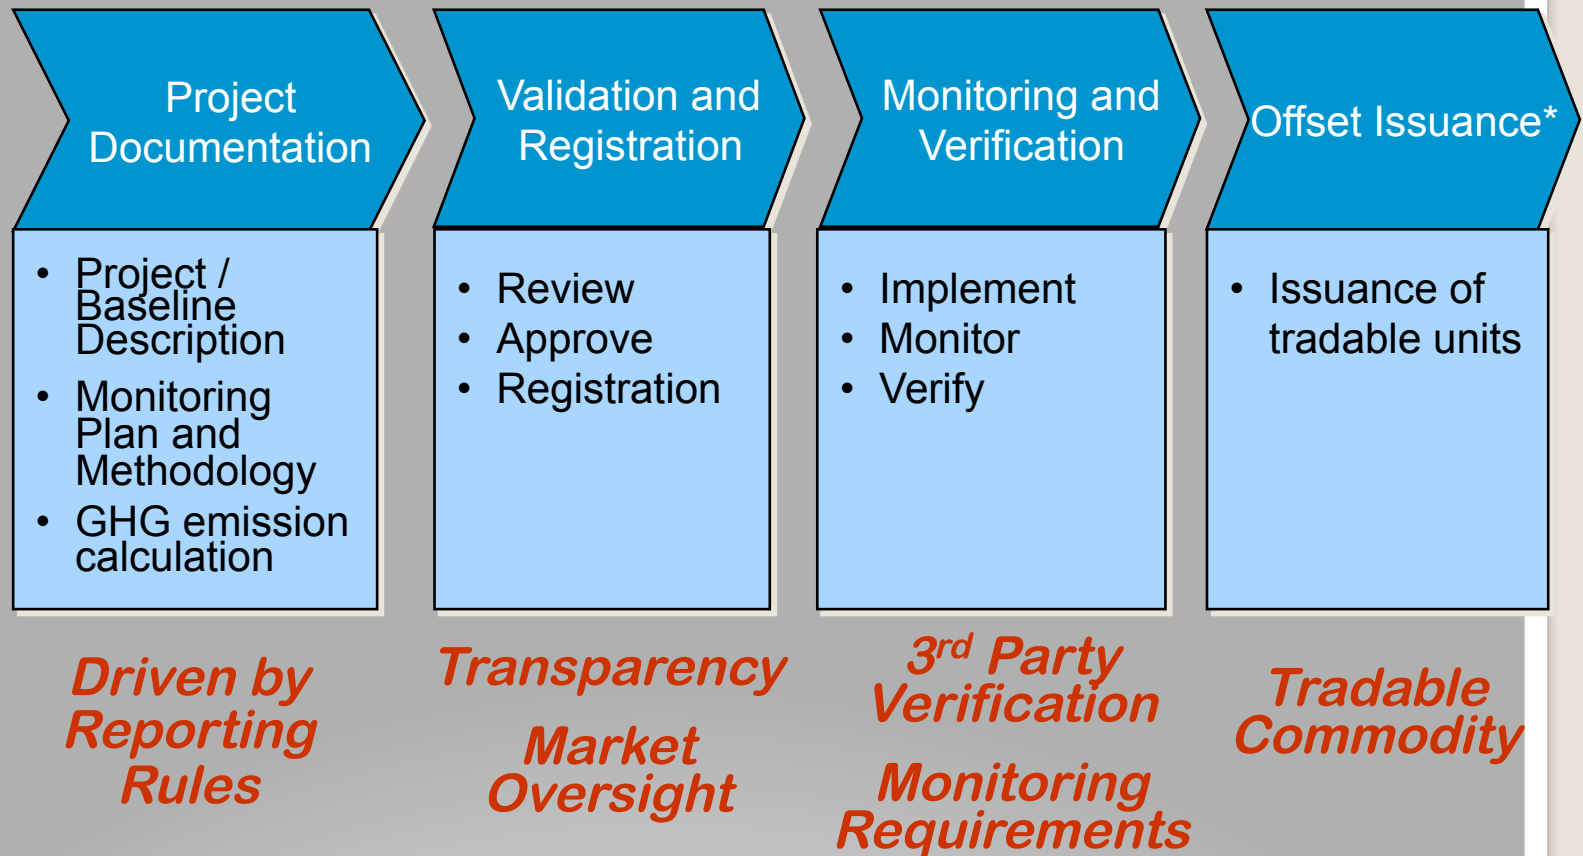 Project
Documentation
• Project /
Baseline
Description
• Monitoring
Plan and
Methodology
• GHG emission
calculation
Driven by
Reporting
Rules
Validation and
Registration
• Review
• Approve
• Registration
Transparency
Market
Oversight
Monitoring and
Verification
• Implement
• Monitor
• Verify
3rd Party
Verification
Monitoring
Requirements
Offset Issuance*
• Issuance of
tradable units
Tradable
Commodity